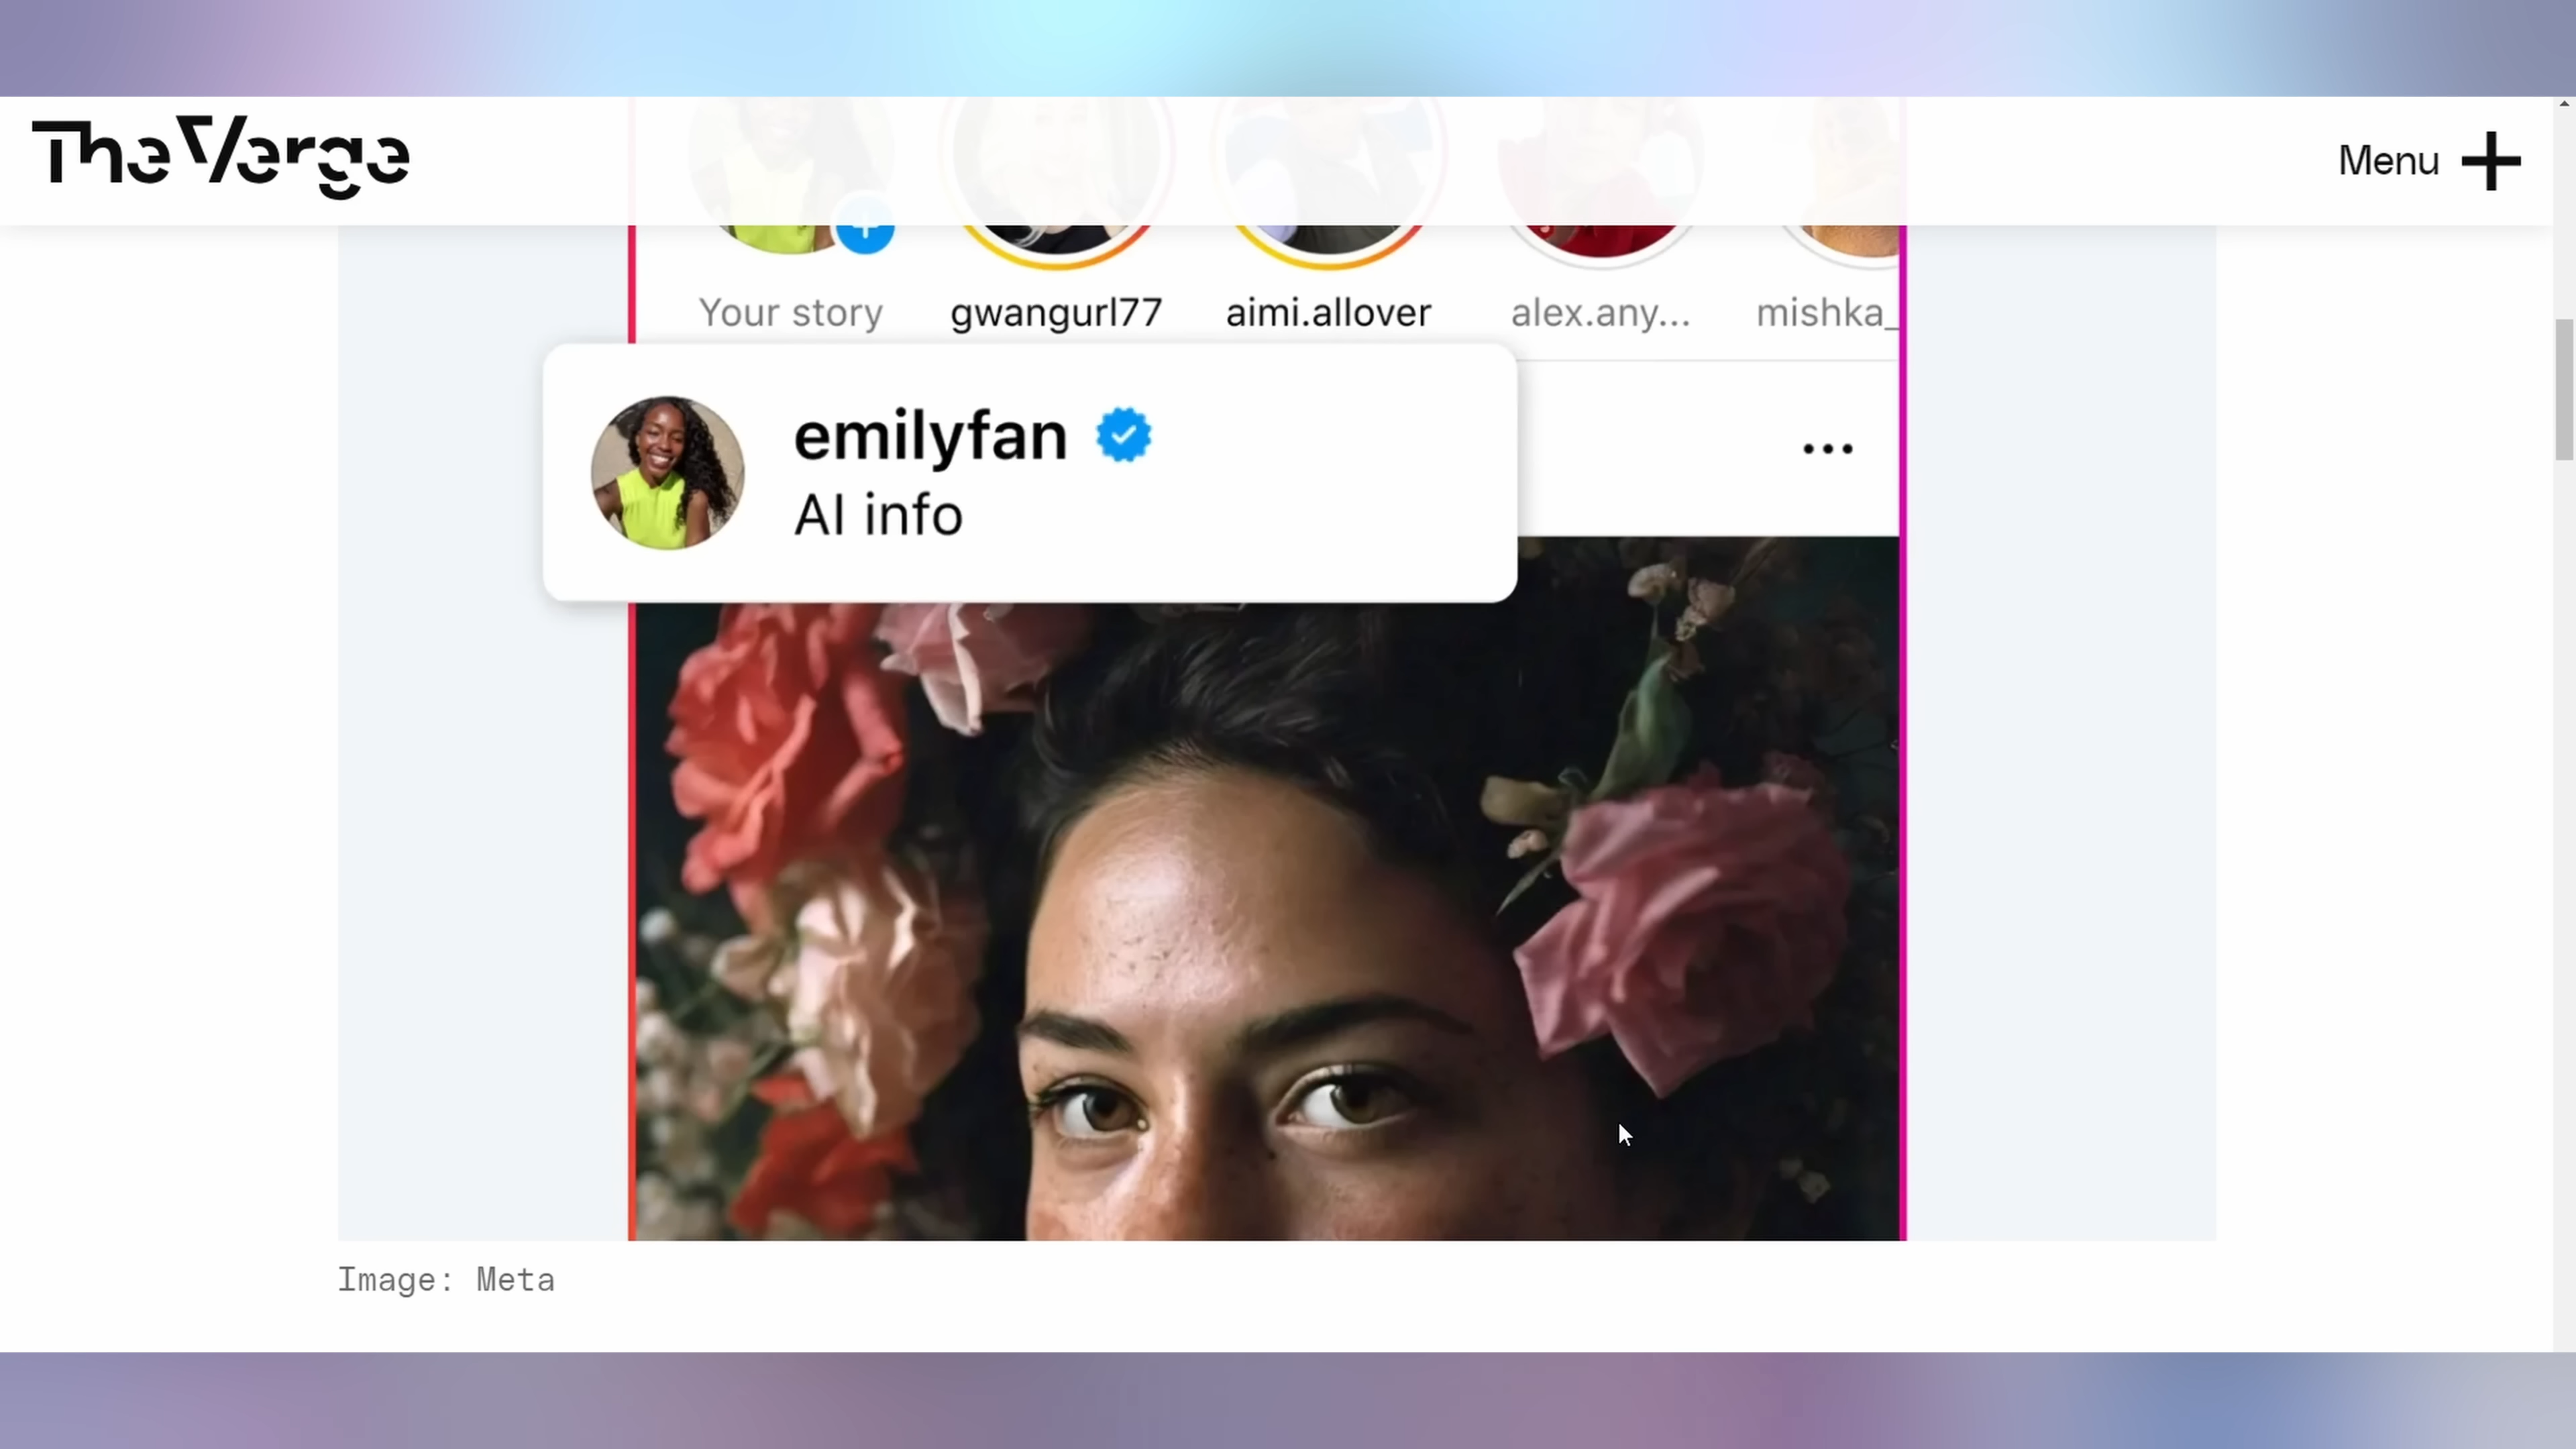 The Verge
Menu
Your story
gwangurl77
aimi.allover
alex.any...
mishka_
emilyfan
AI info
Image: Meta